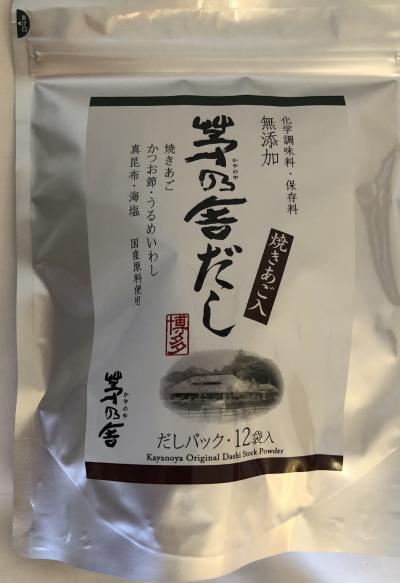 あけ口
化学調味料・保存料
無添加
茅乃舎だし
かやのや
焼きあご入
焼きあご
かつお節・うるめいわし
真昆布・海塩
国産原料使用
博多
茅乃舎
かやのや
だしパック・12袋入
Kayanoya Original Dashi Stock Powder